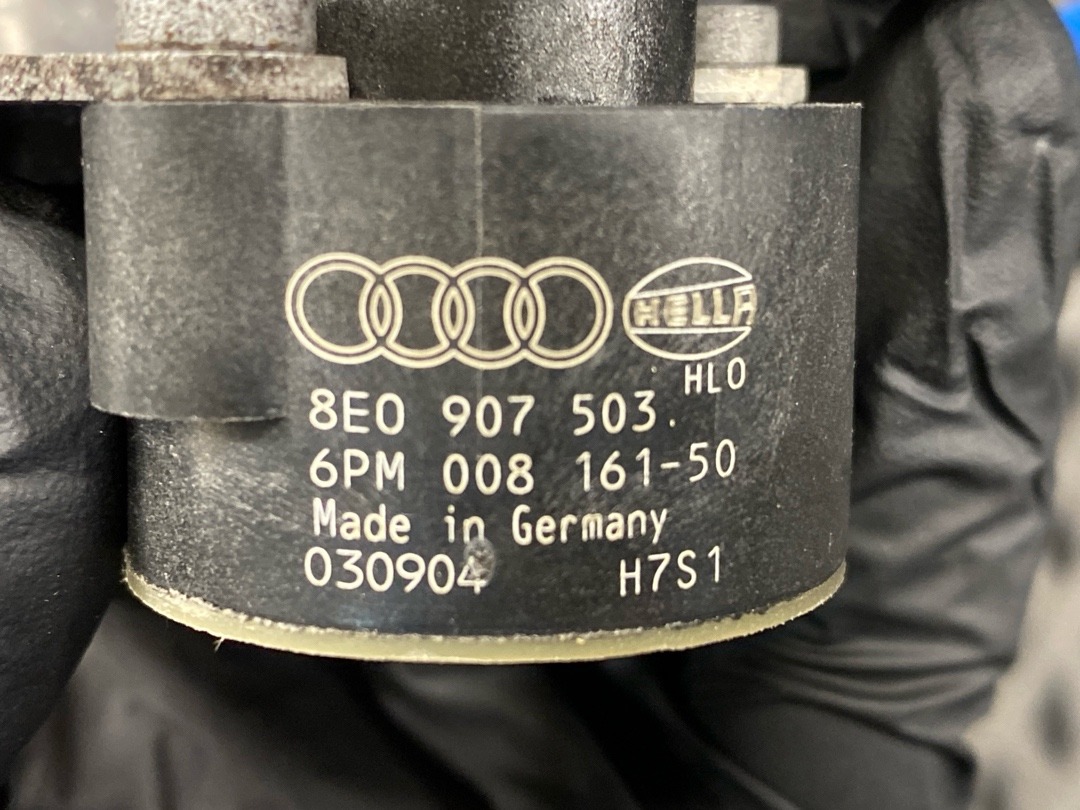 HELLA
HLO
8E0 907 503.
6PM 008 161-50
Made in Germany
030904 H7S1